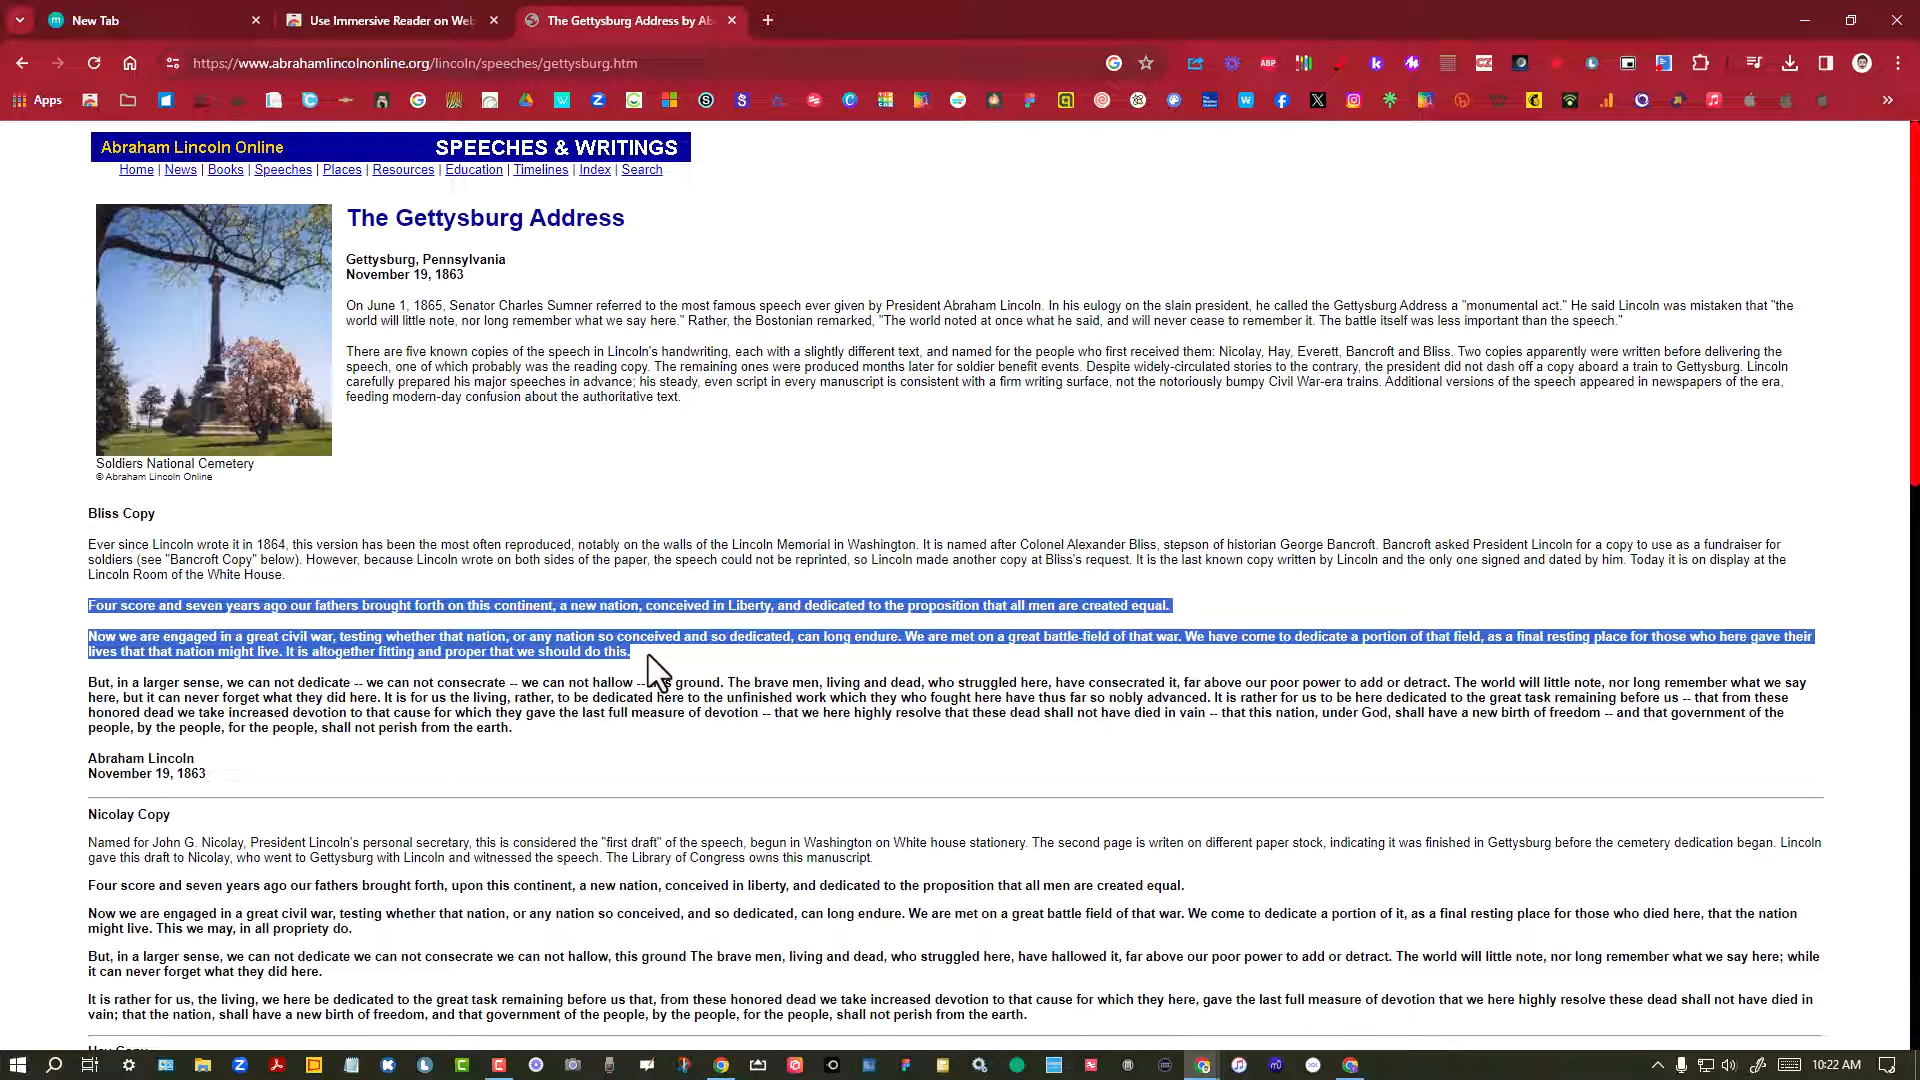 New Tab
Use Immersive Reader on Web
The Gettysburg Address by Ab
https://www.abrahamlincolnonline.org/lincoln/speeches/gettysburg.htm
Apps
Abraham Lincoln Online SPEECHES & WRITINGS
Home | News | Books | Speeches | Places | Resources | Education | Timelines | Index | Search
The Gettysburg Address
Gettysburg, Pennsylvania
November 19, 1863
On June 1, 1865, Senator Charles Sumner referred to the most famous speech ever given by President Abraham Lincoln. In his eulogy on the slain president, he called the Gettysburg Address a "monumental act." He said Lincoln was mistaken that "the
world will little note, nor long remember what we say here." Rather, the Bostonian remarked, "The world noted at once what he said, and will never cease to remember it. The battle itself was less important than the speech."
There are five known copies of the speech in Lincoln's handwriting, each with a slightly different text, and named for the people who first received them: Nicolay, Hay, Everett, Bancroft and Bliss. Two copies apparently were written before delivering the
speech, one of which probably was the reading copy. The remaining ones were produced months later for soldier benefit events. Despite widely-circulated stories to the contrary, the president did not dash off a copy aboard a train to Gettysburg. Lincoln
carefully prepared his major speeches in advance; his steady, even script in every manuscript is consistent with a firm writing surface, not the notoriously bumpy Civil War-era trains. Additional versions of the speech appeared in newspapers of the era,
feeding modern-day confusion about the authoritative text.
Soldiers National Cemetery
© Abraham Lincoln Online
Bliss Copy
Ever since Lincoln wrote it in 1864, this version has been the most often reproduced, notably on the walls of the Lincoln Memorial in Washington. It is named after Colonel Alexander Bliss, stepson of historian George Bancroft. Bancroft asked President Lincoln for a copy to use as a fundraiser for
soldiers (see "Bancroft Copy" below). However, because Lincoln wrote on both sides of the paper, the speech could not be reprinted, so Lincoln made another copy at Bliss's request. It is the last known copy written by Lincoln and the only one signed and dated by him. Today it is on display at the
Lincoln Room of the White House.
Four score and seven years ago our fathers brought forth on this continent, a new nation, conceived in Liberty, and dedicated to the proposition that all men are created equal.
Now we are engaged in a great civil war, testing whether that nation, or any nation so conceived and so dedicated, can long endure. We are met on a great battle-field of that war. We have come to dedicate a portion of that field, as a final resting place for those who here gave their
lives that that nation might live. It is altogether fitting and proper that we should do this.
But, in a larger sense, we can not dedicate -- we can not consecrate -- we can not hallow -- ground. The brave men, living and dead, who struggled here, have consecrated it, far above our poor power to add or detract. The world will little note, nor long remember what we say
here, but it can never forget what they did here. It is for us the living, rather, to be dedicated here to the unfinished work which they who fought here have thus far so nobly advanced. It is rather for us to be here dedicated to the great task remaining before us -- that from these
honored dead we take increased devotion to that cause for which they gave the last full measure of devotion -- that we here highly resolve that these dead shall not have died in vain -- that this nation, under God, shall have a new birth of freedom -- and that government of the
people, by the people, for the people, shall not perish from the earth.
Abraham Lincoln
November 19, 1863
Nicolay Copy
Named for John G. Nicolay, President Lincoln's personal secretary, this is considered the "first draft" of the speech, begun in Washington on White house stationery. The second page is writen on different paper stock, indicating it was finished in Gettysburg before the cemetery dedication began. Lincoln
gave this draft to Nicolay, who went to Gettysburg with Lincoln and witnessed the speech. The Library of Congress owns this manuscript.
Four score and seven years ago our fathers brought forth, upon this continent, a new nation, conceived in liberty, and dedicated to the proposition that all men are created equal.
Now we are engaged in a great civil war, testing whether that nation, or any nation so conceived, and so dedicated, can long endure. We are met on a great battle field of that war. We come to dedicate a portion of it, as a final resting place for those who died here, that the nation
might live. This we may, in all propriety do.
But, in a larger sense, we can not dedicate we can not consecrate we can not hallow, this ground The brave men, living and dead, who struggled here, have hallowed it, far above our poor power to add or detract. The world will little note, nor long remember what we say here; while
it can never forget what they did here.
It is rather for us, the living, we here be dedicated to the great task remaining before us that, from these honored dead we take increased devotion to that cause for which they here, gave the last full measure of devotion that we here highly resolve these dead shall not have died in
vain; that the nation, shall have a new birth of freedom, and that government of the people, by the people, for the people, shall not perish from the earth.
10:22 AM